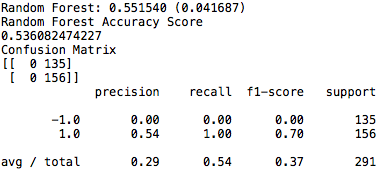 Random Forest: 0.551540 (0.041687)
Random Forest Accuracy Score
0.536082474227
Confusion Matrix
[[  0 135]
 [  0 156]]
             precision    recall  f1-score   support

       -1.0       0.00      0.00      0.00       135
        1.0       0.54      1.00      0.70       156

avg / total       0.29      0.54      0.37       291